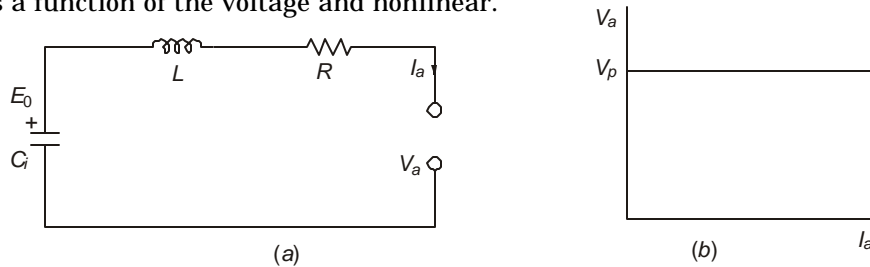 s a function of the voltage and nonlinear.
L
R
I_a
E_0
+
C_i
V_a
(a)
V_a
V_p
I_a
(b)